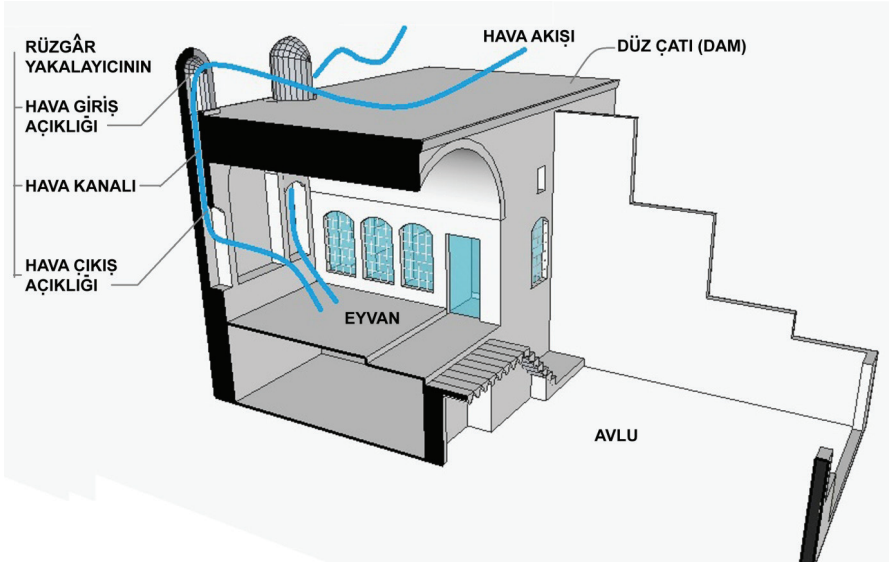 RÜZGÂR
YAKALAYICININ
HAVA GİRİŞ
AÇIKLIĞI
HAVA KANALI
HAVA ÇIKIŞ
AÇIKLIĞI
HAVA AKIŞI
DÜZ ÇATI (DAM)
EYVAN
AVLU